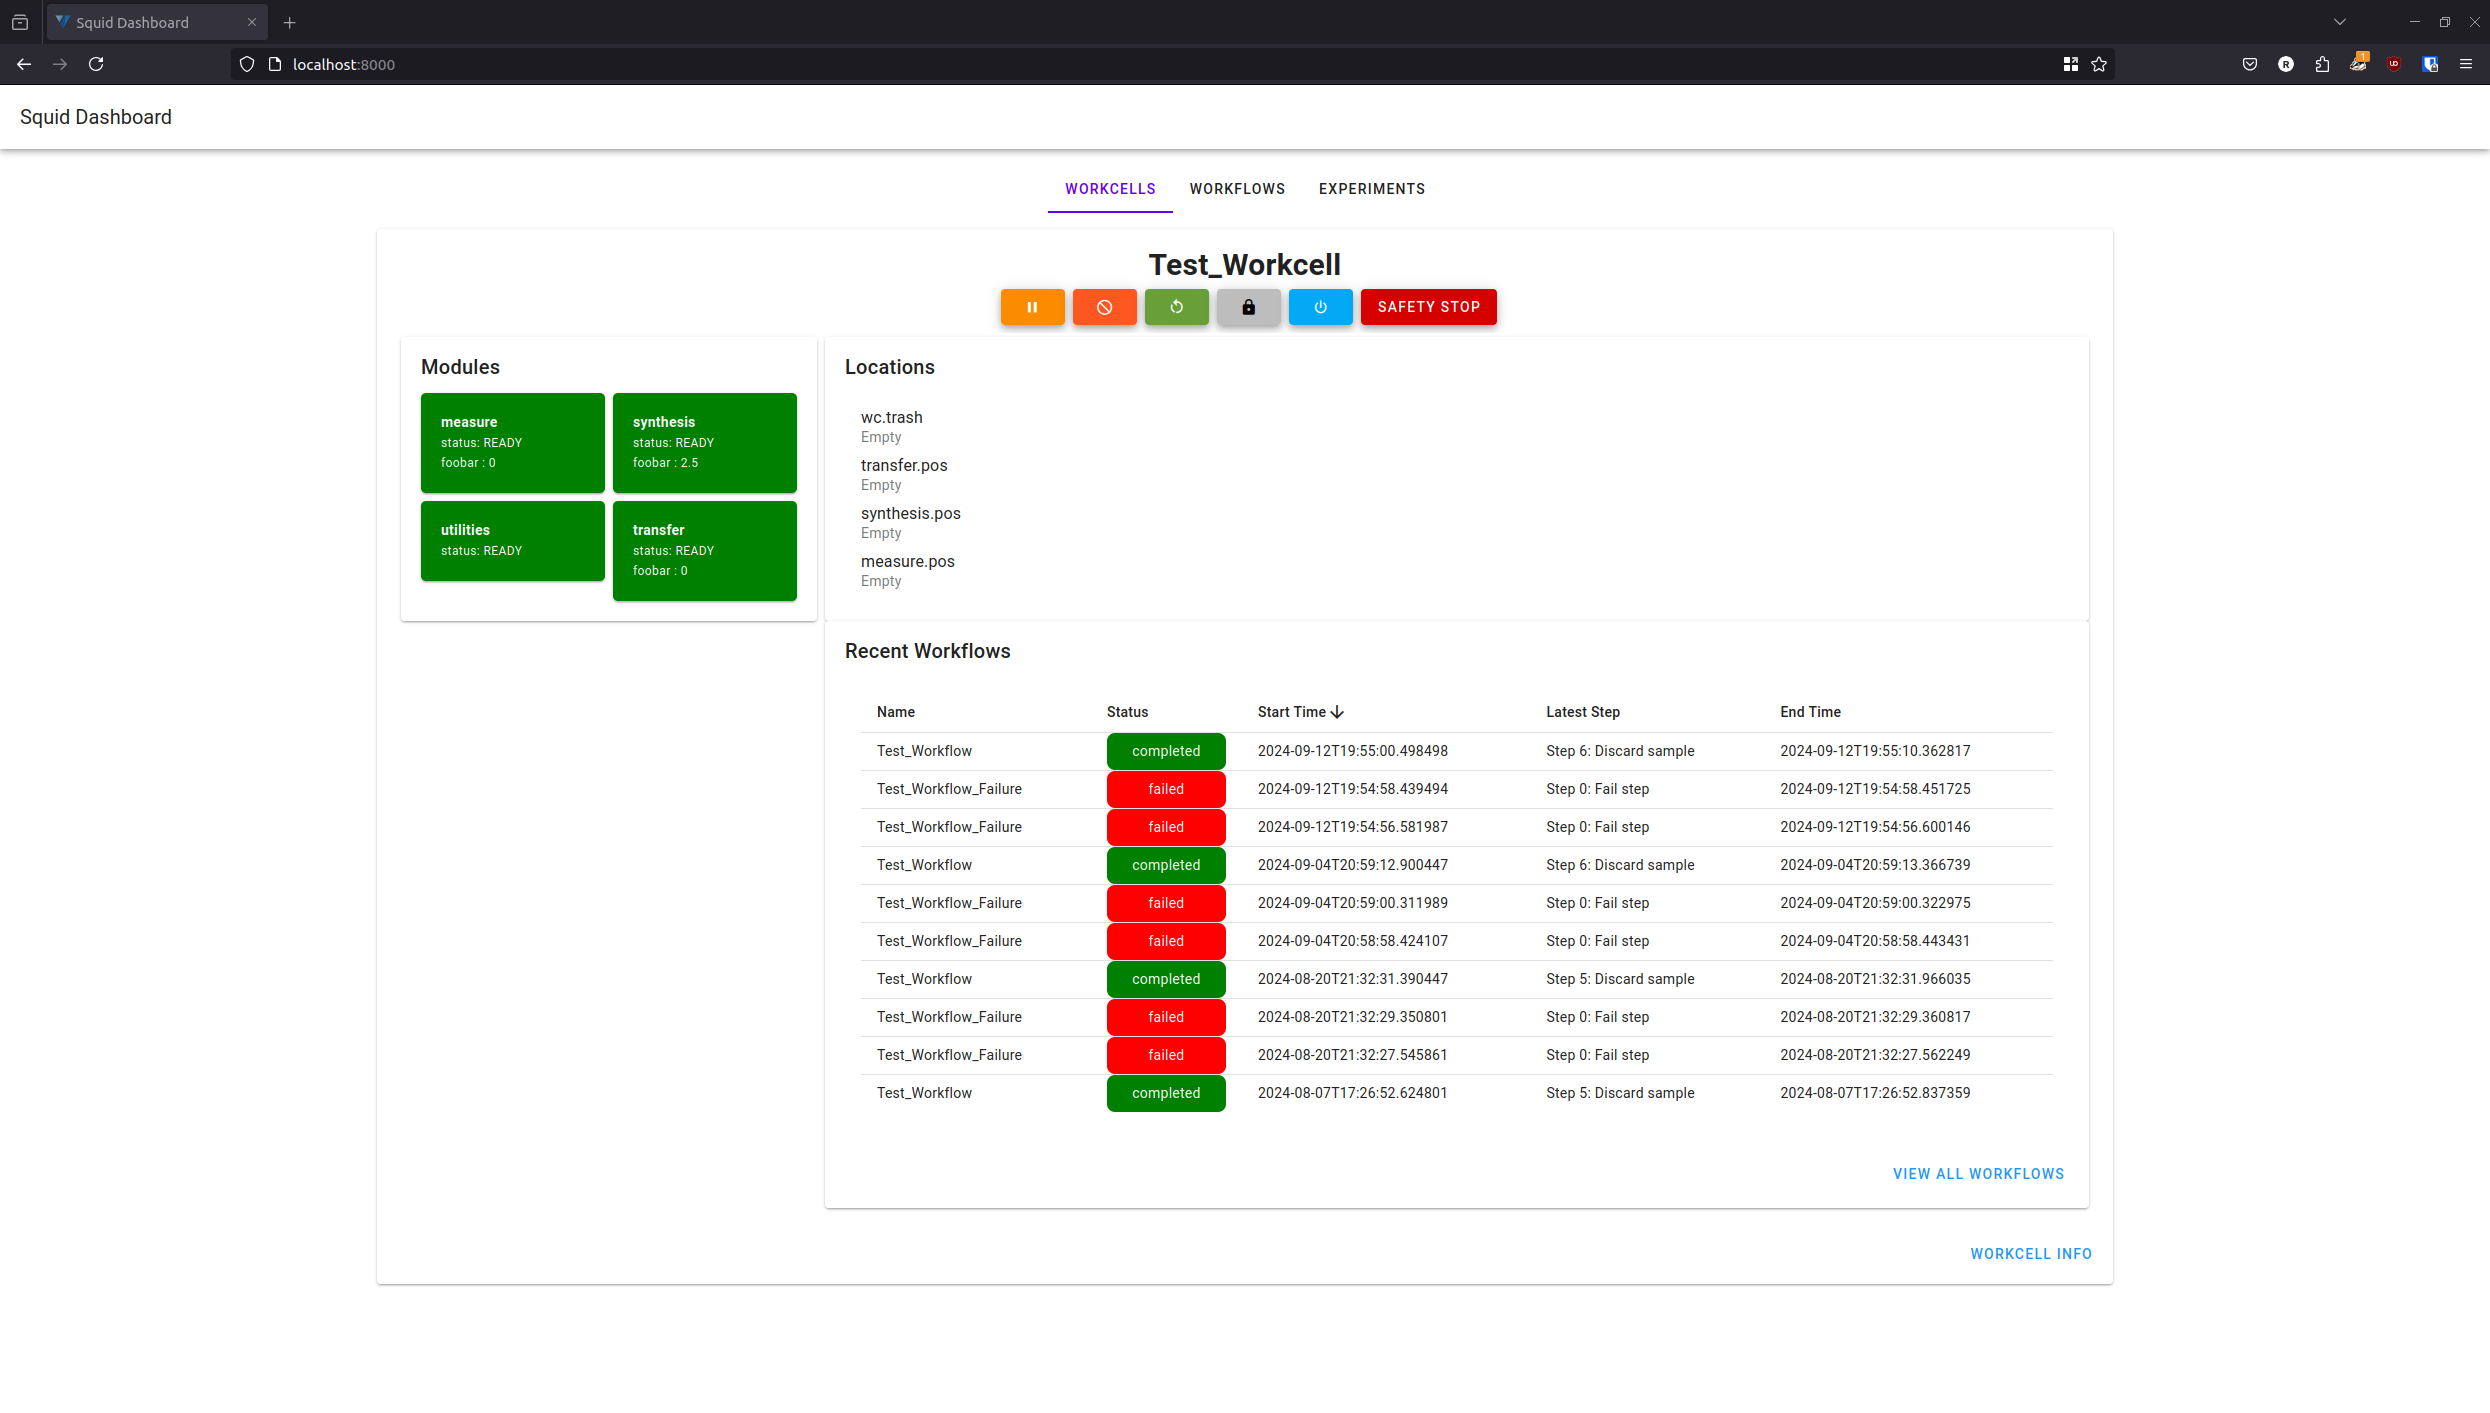 Squid Dashboard
localhost:8000
1
Squid Dashboard
WORKCELLS WORKFLOWS EXPERIMENTS
Test_Workcell
SAFETY STOP
Modules
measure
status: READY
foobar : 0
synthesis
status: READY
foobar : 2.5
utilities
status: READY
transfer
status: READY
foobar : 0
Locations
wc.trash
Empty
transfer.pos
Empty
synthesis.pos
Empty
measure.pos
Empty
Recent Workflows
Name Status Start Time Latest Step End Time
Test_Workflow completed 2024-09-12T19:55:00.498498 Step 6: Discard sample 2024-09-12T19:55:10.362817
Test_Workflow_Failure failed 2024-09-12T19:54:58.439494 Step 0: Fail step 2024-09-12T19:54:58.451725
Test_Workflow_Failure failed 2024-09-12T19:54:56.581987 Step 0: Fail step 2024-09-12T19:54:56.600146
Test_Workflow completed 2024-09-04T20:59:12.900447 Step 6: Discard sample 2024-09-04T20:59:13.366739
Test_Workflow_Failure failed 2024-09-04T20:59:00.311989 Step 0: Fail step 2024-09-04T20:59:00.322975
Test_Workflow_Failure failed 2024-09-04T20:58:58.424107 Step 0: Fail step 2024-09-04T20:58:58.443431
Test_Workflow completed 2024-08-20T21:32:31.390447 Step 5: Discard sample 2024-08-20T21:32:31.966035
Test_Workflow_Failure failed 2024-08-20T21:32:29.350801 Step 0: Fail step 2024-08-20T21:32:29.360817
Test_Workflow_Failure failed 2024-08-20T21:32:27.545861 Step 0: Fail step 2024-08-20T21:32:27.562249
Test_Workflow completed 2024-08-07T17:26:52.624801 Step 5: Discard sample 2024-08-07T17:26:52.837359
VIEW ALL WORKFLOWS
WORKCELL INFO